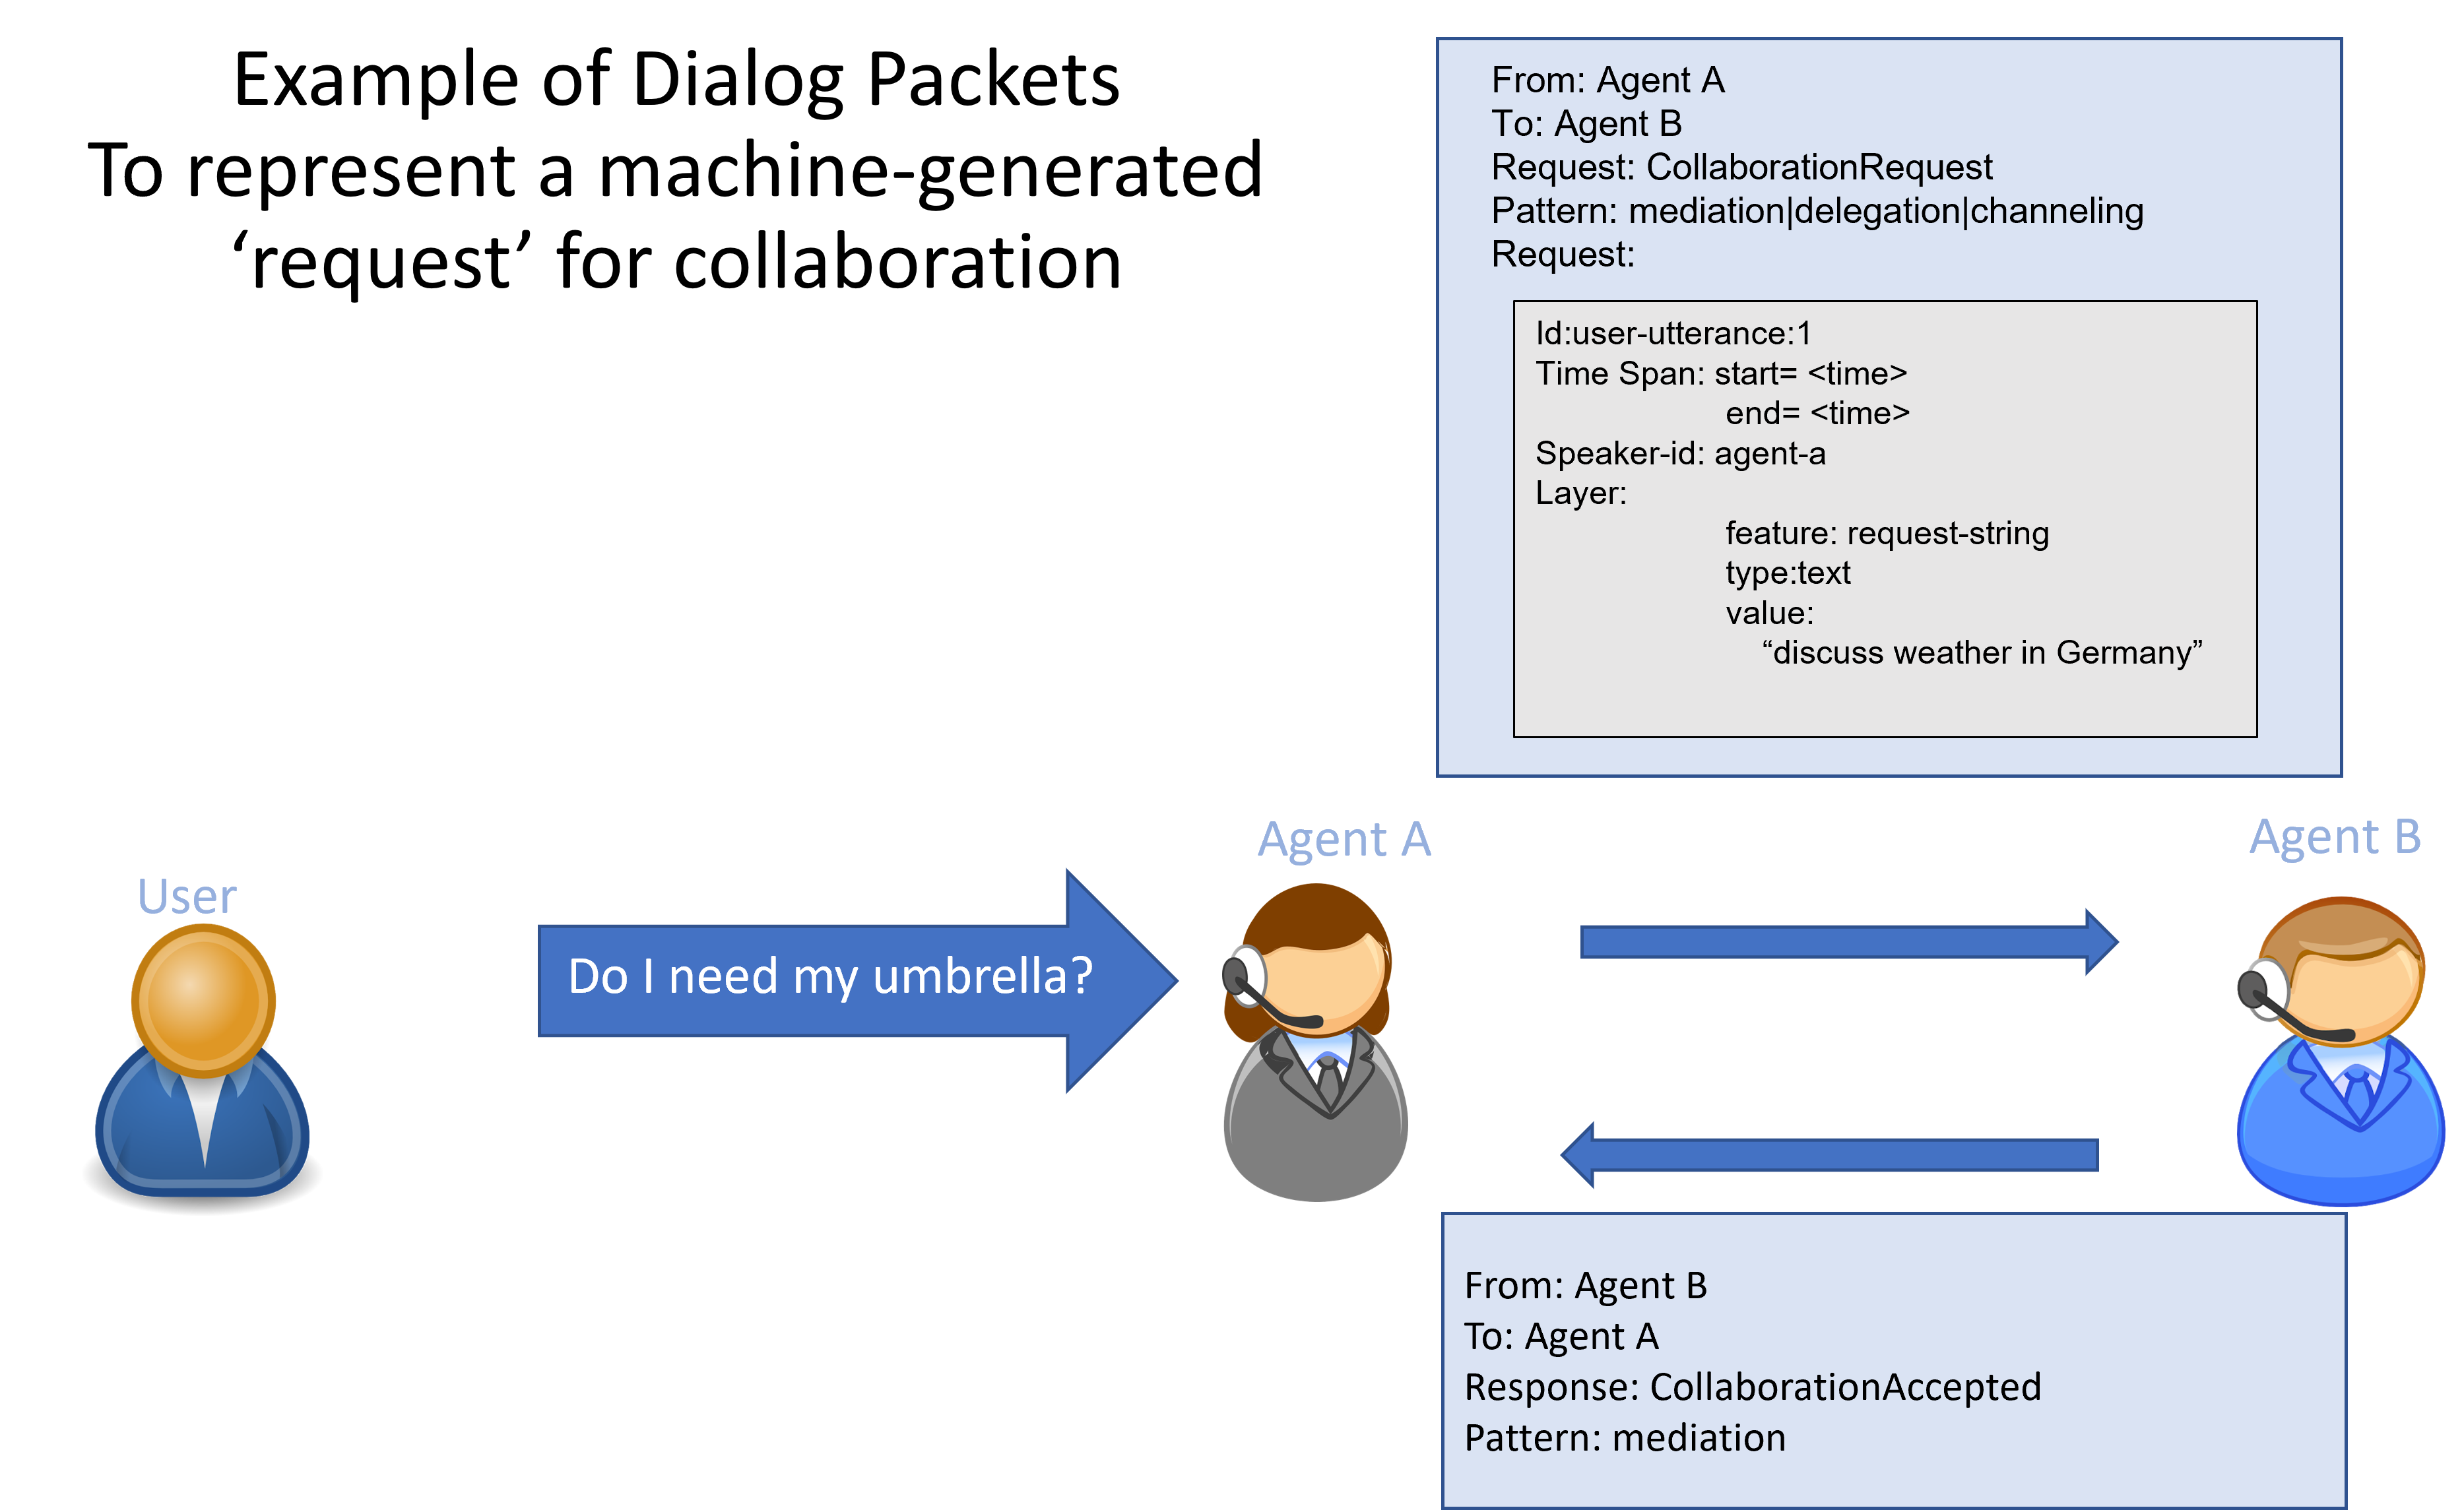 Example of Dialog Packets
To represent a machine-generated
‘request’ for collaboration
From: Agent A
To: Agent B
Request: CollaborationRequest
Pattern: mediation|delegation|channeling
Request:
Id:user-utterance:1
Time Span: start= <time>
end= <time>
Speaker-id: agent-a
Layer:
feature: request-string
type:text
value:
“discuss weather in Germany”
User
Do I need my umbrella?
Agent A
Agent B
From: Agent B
To: Agent A
Response: CollaborationAccepted
Pattern: mediation